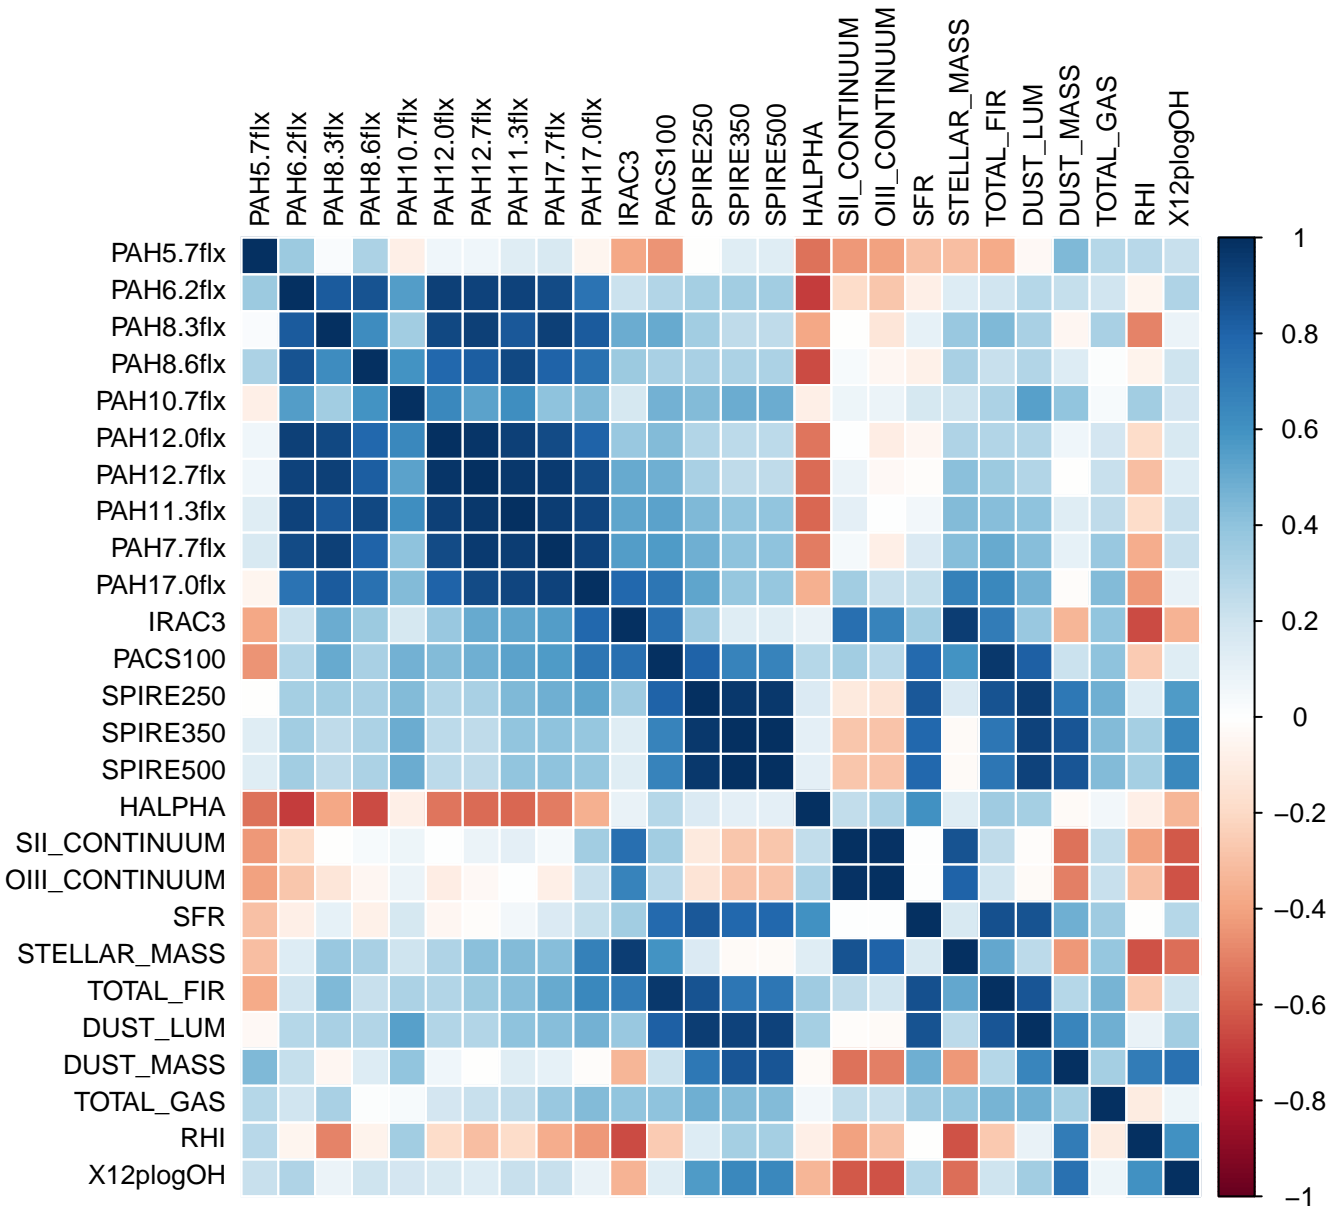 PAH5.7flx
PAH6.2flx
PAH8.3flx
PAH8.6flx
PAH10.7flx
PAH12.0flx
PAH12.7flx
PAH11.3flx
PAH7.7flx
PAH17.0flx
IRAC3
PACS100
SPIRE250
SPIRE350
SPIRE500
HALPHA
SII_CONTINUUM
OIII_CONTINUUM
SFR
STELLAR_MASS
TOTAL_FIR
DUST_LUM
DUST_MASS
TOTAL_GAS
RHI
X12plogOH
PAH5.7flx
PAH6.2flx
PAH8.3flx
PAH8.6flx
PAH10.7flx
PAH12.0flx
PAH12.7flx
PAH11.3flx
PAH7.7flx
PAH17.0flx
IRAC3
PACS100
SPIRE250
SPIRE350
SPIRE500
HALPHA
SII_CONTINUUM
OIII_CONTINUUM
SFR
STELLAR_MASS
TOTAL_FIR
DUST_LUM
DUST_MASS
TOTAL_GAS
RHI
X12plogOH
1
0.8
0.6
0.4
0.2
0
−0.2
−0.4
−0.6
−0.8
−1